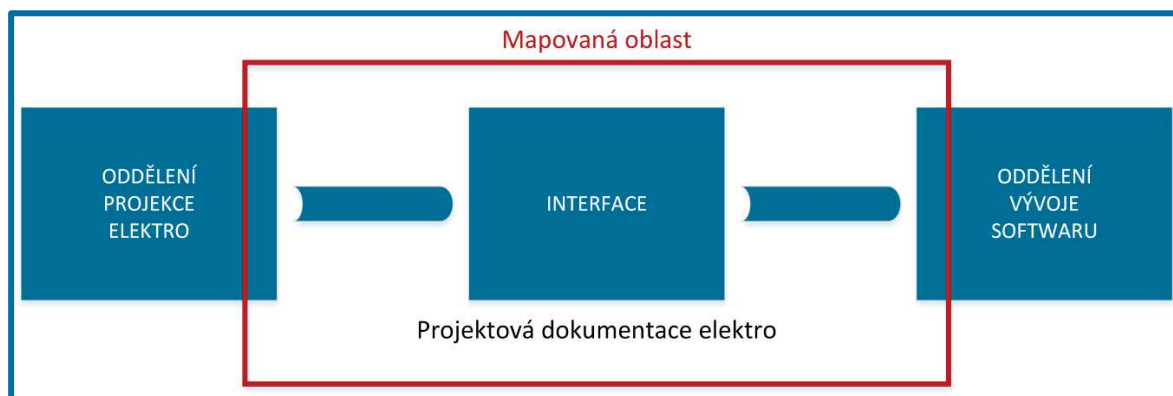 Mapovaná oblast
ODDĚLENÍ
PROJEKCE
ELEKTRO
INTERFACE
ODDĚLENÍ
VÝVOJE
SOFTWARU
Projektová dokumentace elektro